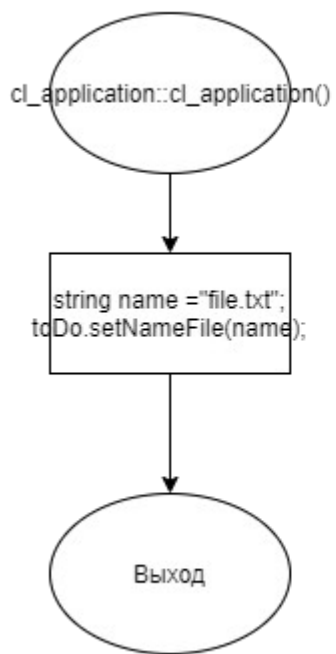 cl_application::cl_application()
string name ="file.txt";
toDo.setNameFile(name);
Выход